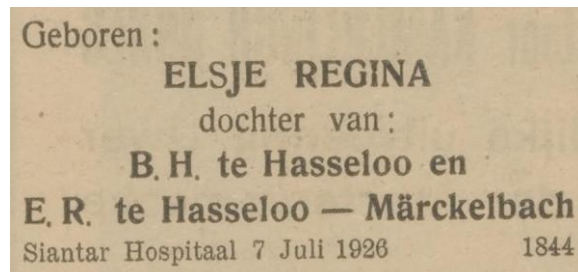 Geboren:
ELSJE REGINA
dochter van:
B. H. te Hasseloo en
E. R. te Hasseloo — Märckelbach
Siantar Hospitaal 7 Juli 1926 1844